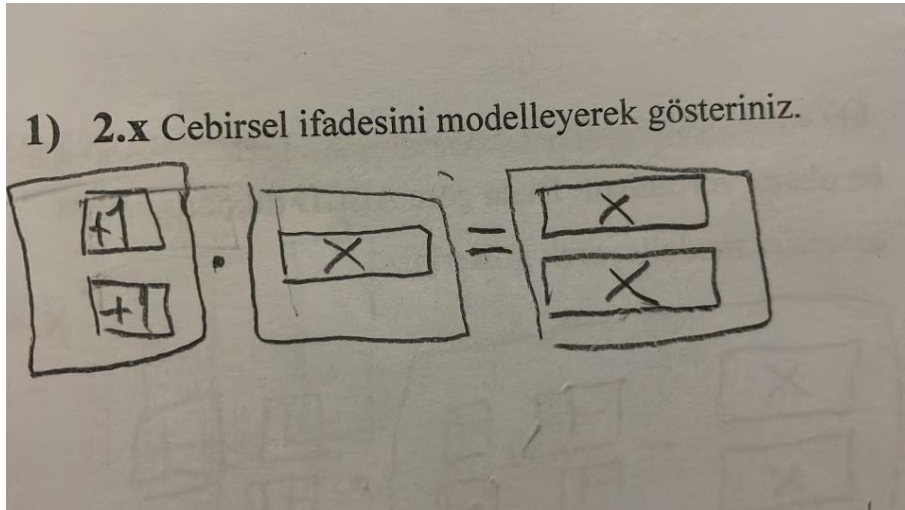 1) 2.x Cebirsel ifadesini modelleyerek gösteriniz.
+1 . x = x
+1 x